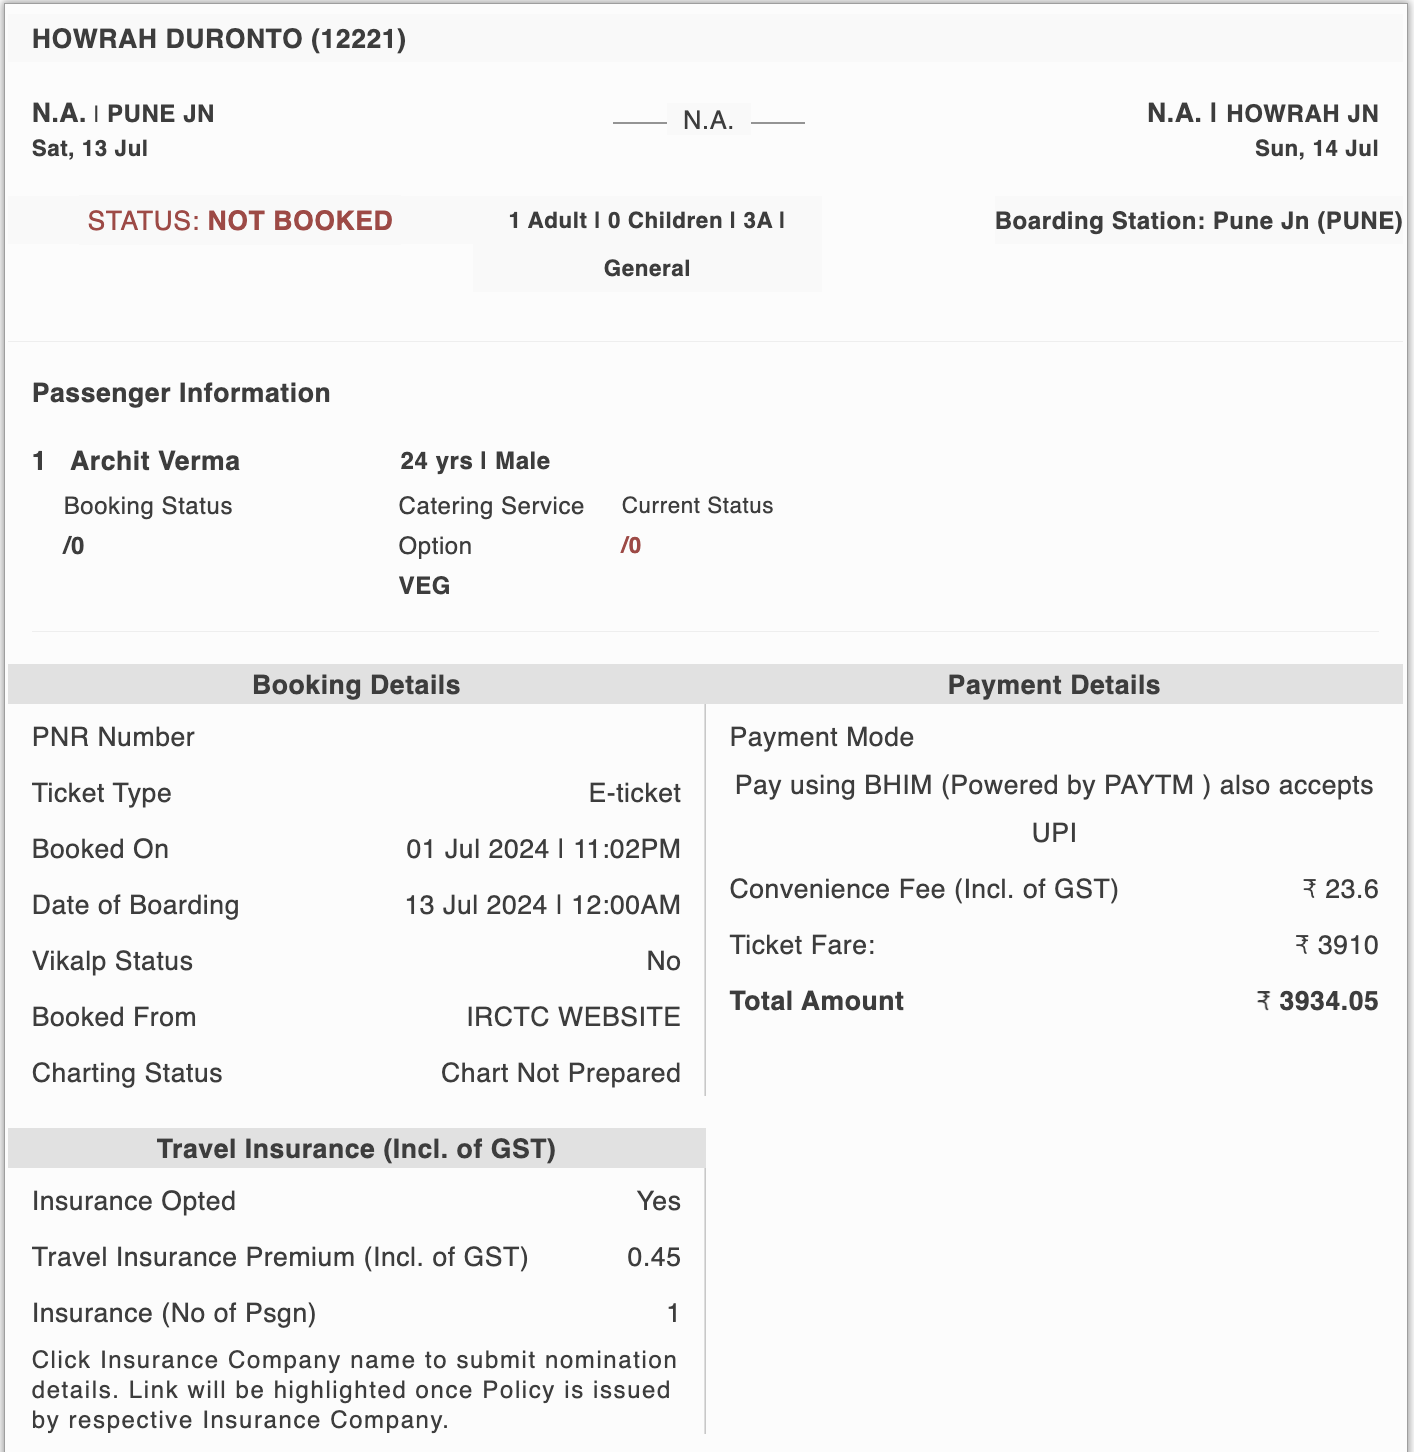 HOWRAH DURONTO (12221)
N.A. | PUNE JN
N.A.
N.A. | HOWRAH JN
Sat, 13 Jul
Sun, 14 Jul
STATUS: NOT BOOKED
1 Adult | 0 Children | 3A |
General
Boarding Station: Pune Jn (PUNE)
Passenger Information
1 Archit Verma
24 yrs | Male
Booking Status
/0
Catering Service
Option
VEG
Current Status
/0
Booking Details
PNR Number
Ticket Type E-ticket
Booked On 01 Jul 2024 | 11:02PM
Date of Boarding 13 Jul 2024 | 12:00AM
Vikalp Status No
Booked From IRCTC WEBSITE
Charting Status Chart Not Prepared
Payment Details
Payment Mode
Pay using BHIM (Powered by PAYTM ) also accepts
UPI
Convenience Fee (Incl. of GST) ₹ 23.6
Ticket Fare: ₹ 3910
Total Amount ₹ 3934.05
Travel Insurance (Incl. of GST)
Insurance Opted Yes
Travel Insurance Premium (Incl. of GST) 0.45
Insurance (No of Psgn) 1
Click Insurance Company name to submit nomination
details. Link will be highlighted once Policy is issued
by respective Insurance Company.